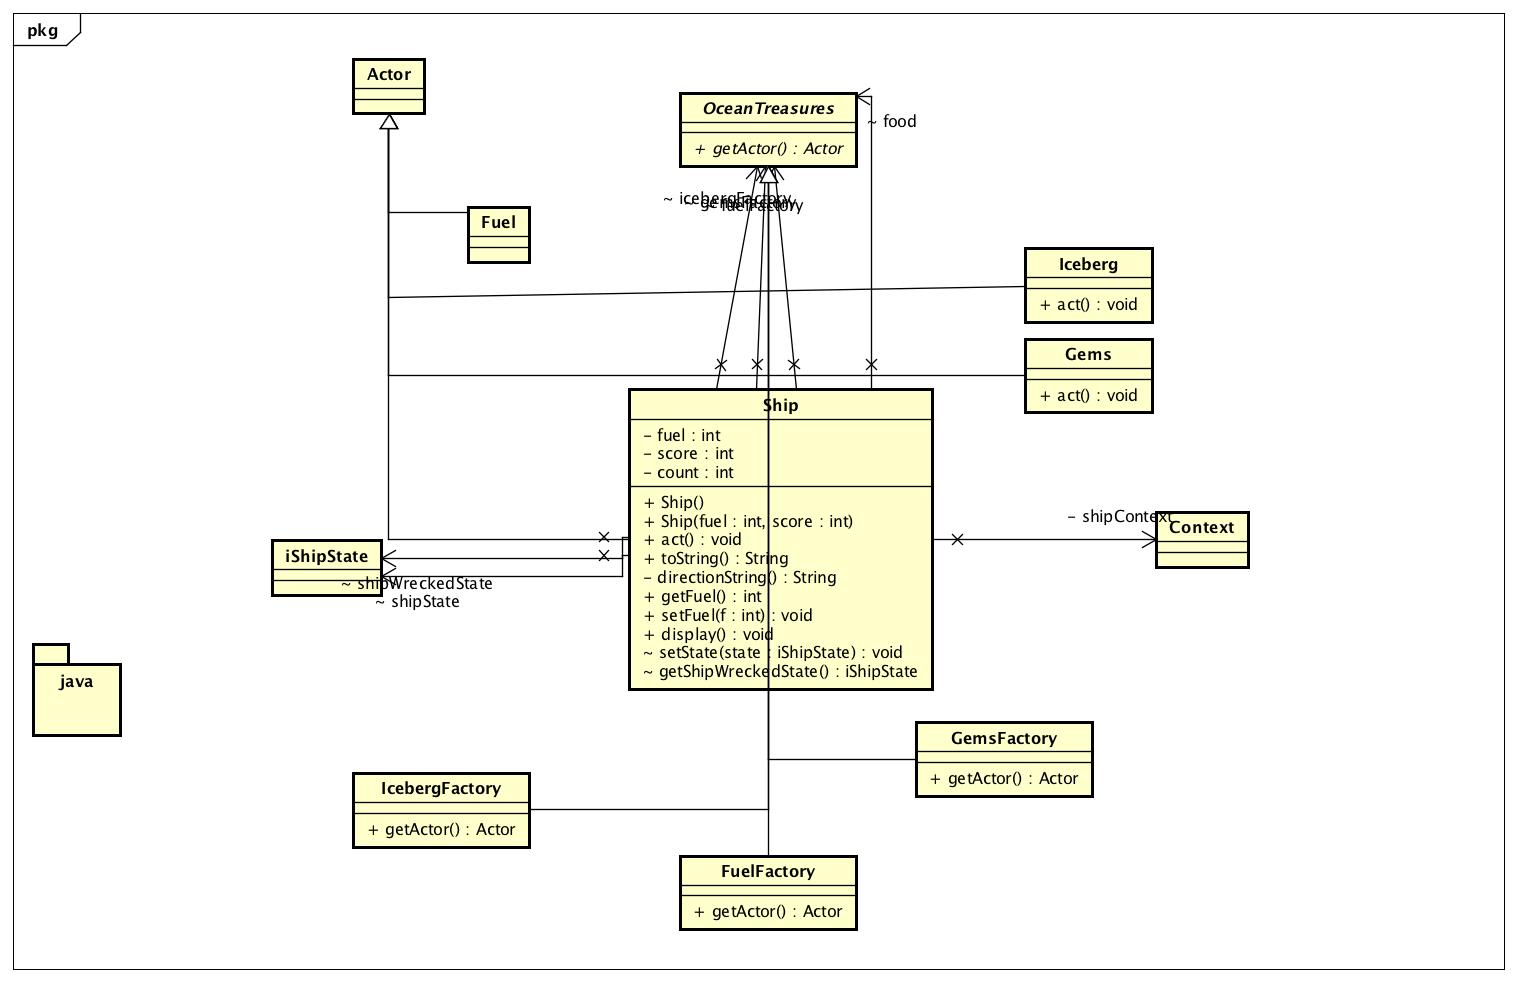 pkg
Actor
OceanTreasures
+ getActor() : Actor
~ food
~ icebergFactory
fuelFactory
Fuel
Iceberg
+ act() : void
Gems
+ act() : void
Ship
- fuel : int
- score : int
- count : int
+ Ship()
+ Ship(fuel : int, score : int)
+ act() : void
+ toString() : String
- directionString() : String
+ getFuel() : int
+ setFuel(f : int) : void
+ display() : void
~ setState(state : iShipState) : void
~ getShipWreckedState() : iShipState
- shipContext
Context
iShipState
~ shipWreckedState
~ shipState
java
GemsFactory
+ getActor() : Actor
IcebergFactory
+ getActor() : Actor
FuelFactory
+ getActor() : Actor